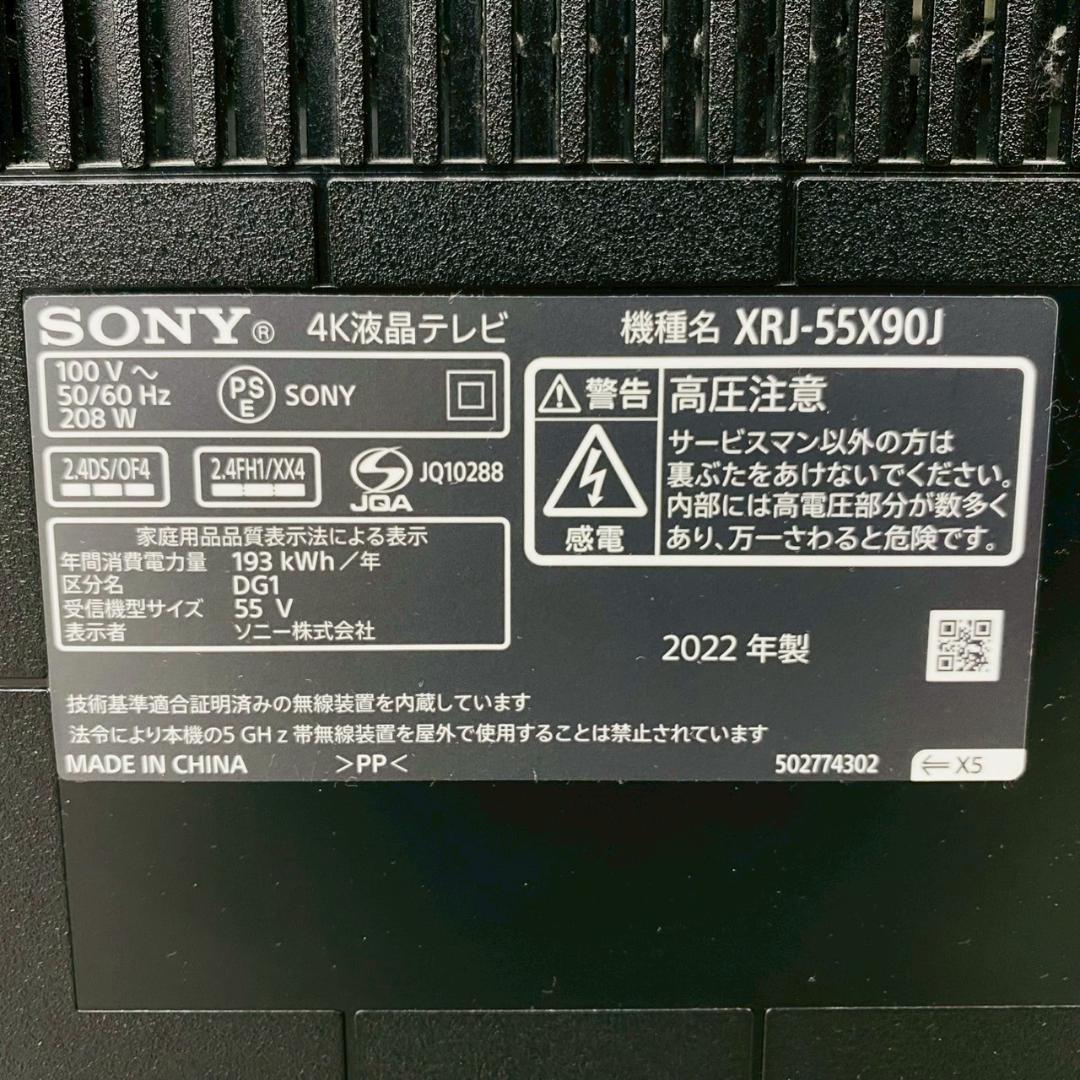 SONY® 4K液晶テレビ 機種名 XRJ-55X90J
100 V ～
50/60 Hz
208 W
PSE SONY
2.4DS/OF4 2.4FH1/XX4 JQA JQ10288
家庭用品品質表示法による表示
年間消費電力量 193 kWh／年
区分名 DG1
受信機型サイズ 55 V
表示者 ソニー株式会社
警告
感電
高圧注意
サービスマン以外の方は
裏ぶたをあけないでください。
内部には高電圧部分が数多く
あり、万一さわると危険です。
2022 年製
技術基準適合証明済みの無線装置を内蔵しています
法令により本機の5 GHz帯無線装置を屋外で使用することは禁止されています
MADE IN CHINA >PP< 502774302 ⇐ X5